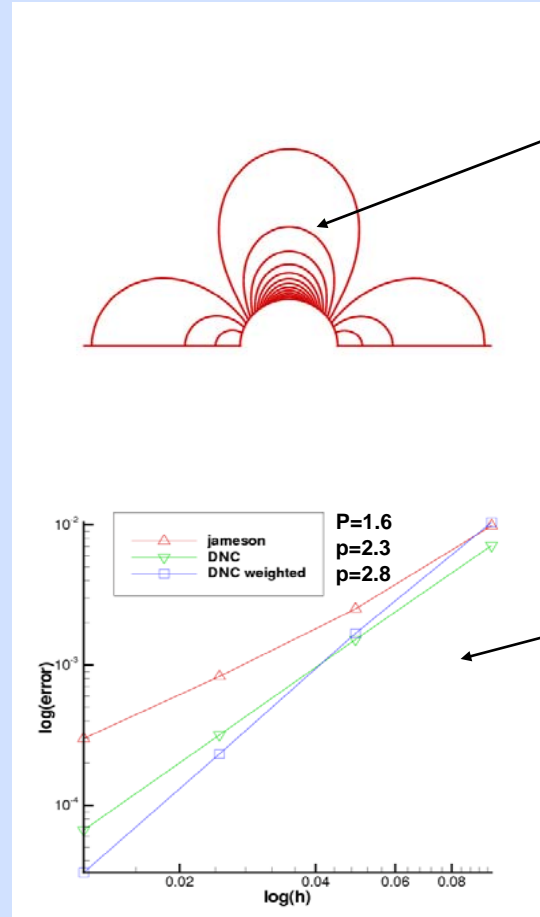 10⁻²
jameson
DNC
DNC weighted
P=1.6
p=2.3
p=2.8
10⁻³
10⁻⁴
log(error)
0.02
0.04
0.06
0.08
log(h)